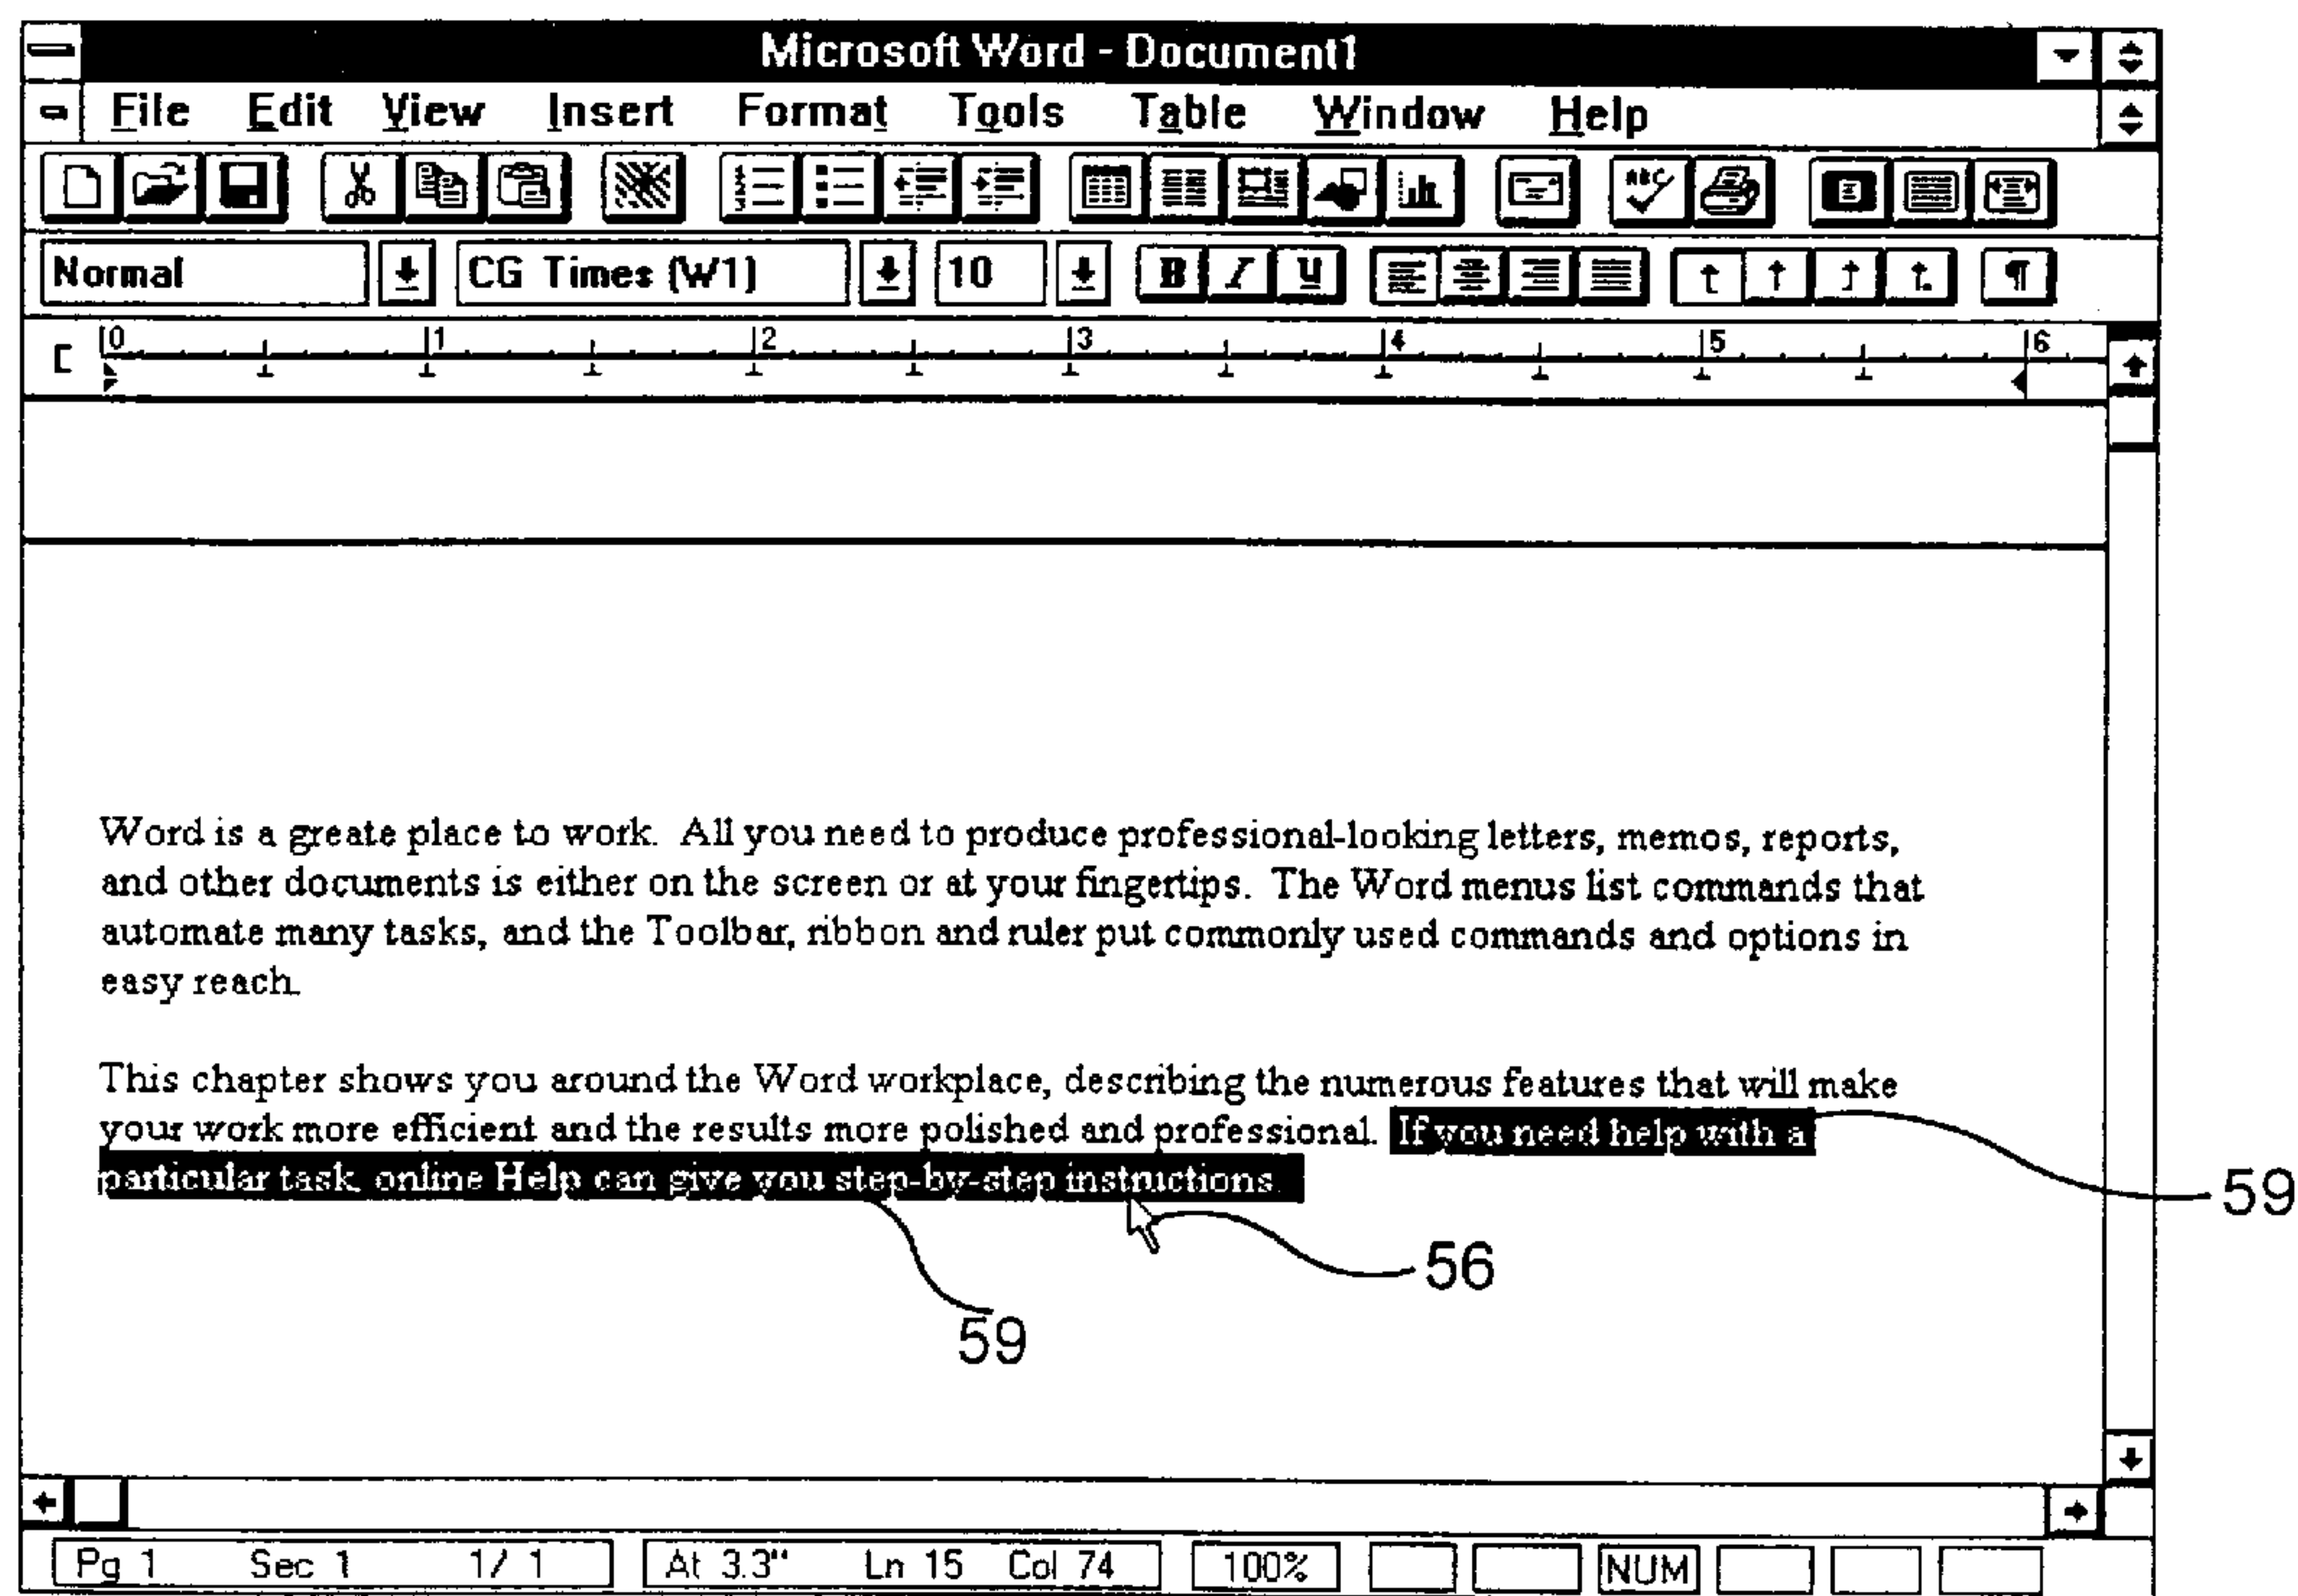 Microsoft Word - Document1
File Edit View Insert Format Tools Table Window Help
ABC
Normal CG Times (W1) 10 B I U ¶
0 1 2 3 4 5 6
Word is a greate place to work. All you need to produce professional-looking letters, memos, reports,
and other documents is either on the screen or at your fingertips. The Word menus list commands that
automate many tasks, and the Toolbar, ribbon and ruler put commonly used commands and options in
easy reach.
This chapter shows you around the Word workplace, describing the numerous features that will make
your work more efficient and the results more polished and professional. If you need help with a
particular task, online Help can give you step-by-step instructions.
59
56
59
Pg 1 Sec 1 1/ 1 At 3.3" Ln 15 Col 74 100% NUM